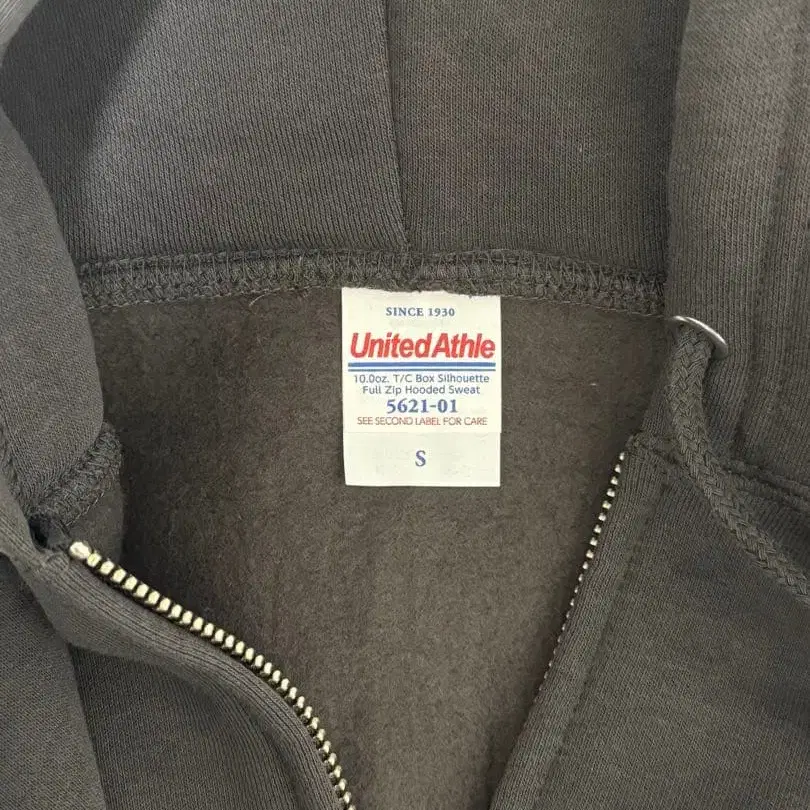 SINCE 1930
United Athle
10.0oz. T/C Box Silhouette
Full Zip Hooded Sweat
5621-01
SEE SECOND LABEL FOR CARE
S